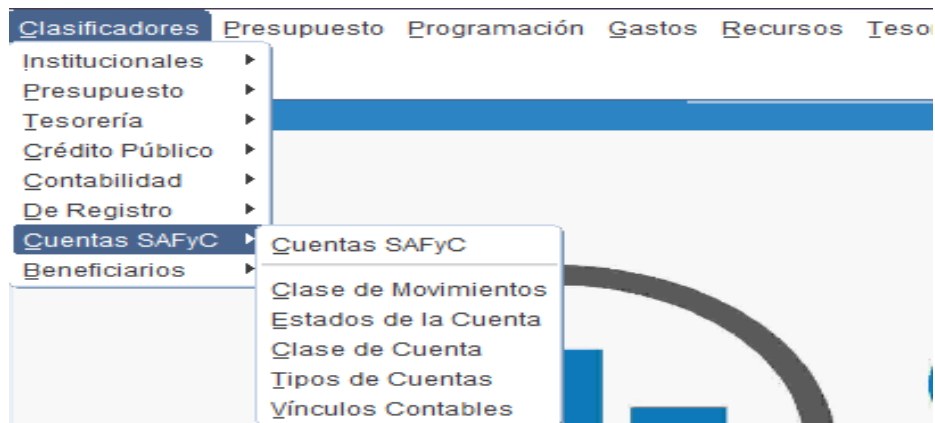 Clasificadores Presupuesto Programación Gastos Recursos Teso
Institucionales
Presupuesto
Tesorería
Crédito Público
Contabilidad
De Registro
Cuentas SAFyC
Beneficiarios
Cuentas SAFyC
Clase de Movimientos
Estados de la Cuenta
Clase de Cuenta
Tipos de Cuentas
Vínculos Contables